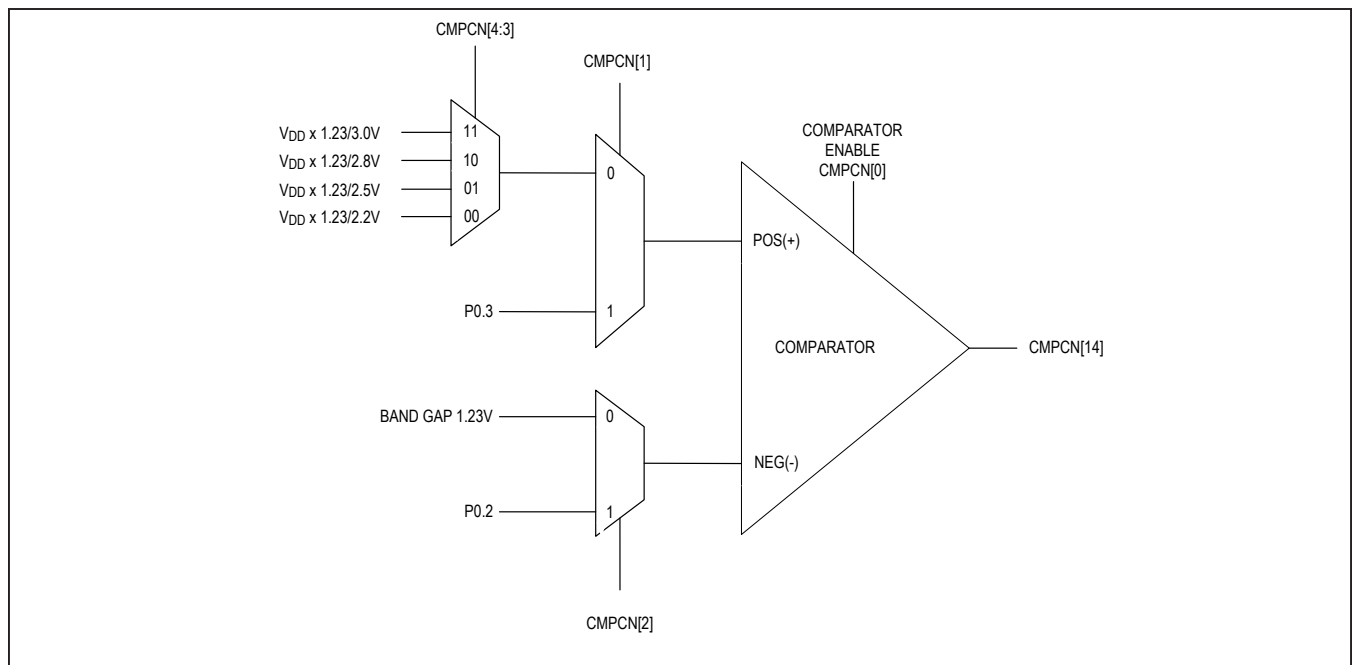 CMPCN[4:3]
CMPCN[1]
COMPARATOR
ENABLE
CMPCN[0]
VDD x 1.23/3.0V
11
VDD x 1.23/2.8V
10
VDD x 1.23/2.5V
01
VDD x 1.23/2.2V
00
0
POS(+)
P0.3
1
COMPARATOR
CMPCN[14]
BAND GAP 1.23V
0
NEG(-)
P0.2
1
CMPCN[2]